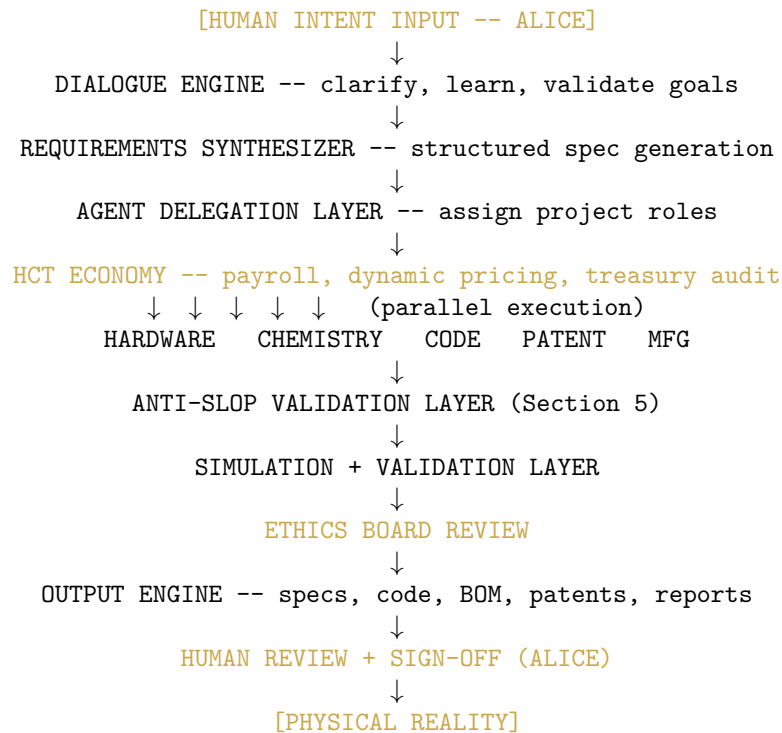 [HUMAN INTENT INPUT -- ALICE]
↓
DIALOGUE ENGINE -- clarify, learn, validate goals
↓
REQUIREMENTS SYNTHESIZER -- structured spec generation
↓
AGENT DELEGATION LAYER -- assign project roles
↓
HCT ECONOMY -- payroll, dynamic pricing, treasury audit
↓ ↓ ↓ ↓ ↓ (parallel execution)
HARDWARE CHEMISTRY CODE PATENT MFG
↓
ANTI-SLOP VALIDATION LAYER (Section 5)
↓
SIMULATION + VALIDATION LAYER
↓
ETHICS BOARD REVIEW
↓
OUTPUT ENGINE -- specs, code, BOM, patents, reports
↓
HUMAN REVIEW + SIGN-OFF (ALICE)
↓
[PHYSICAL REALITY]